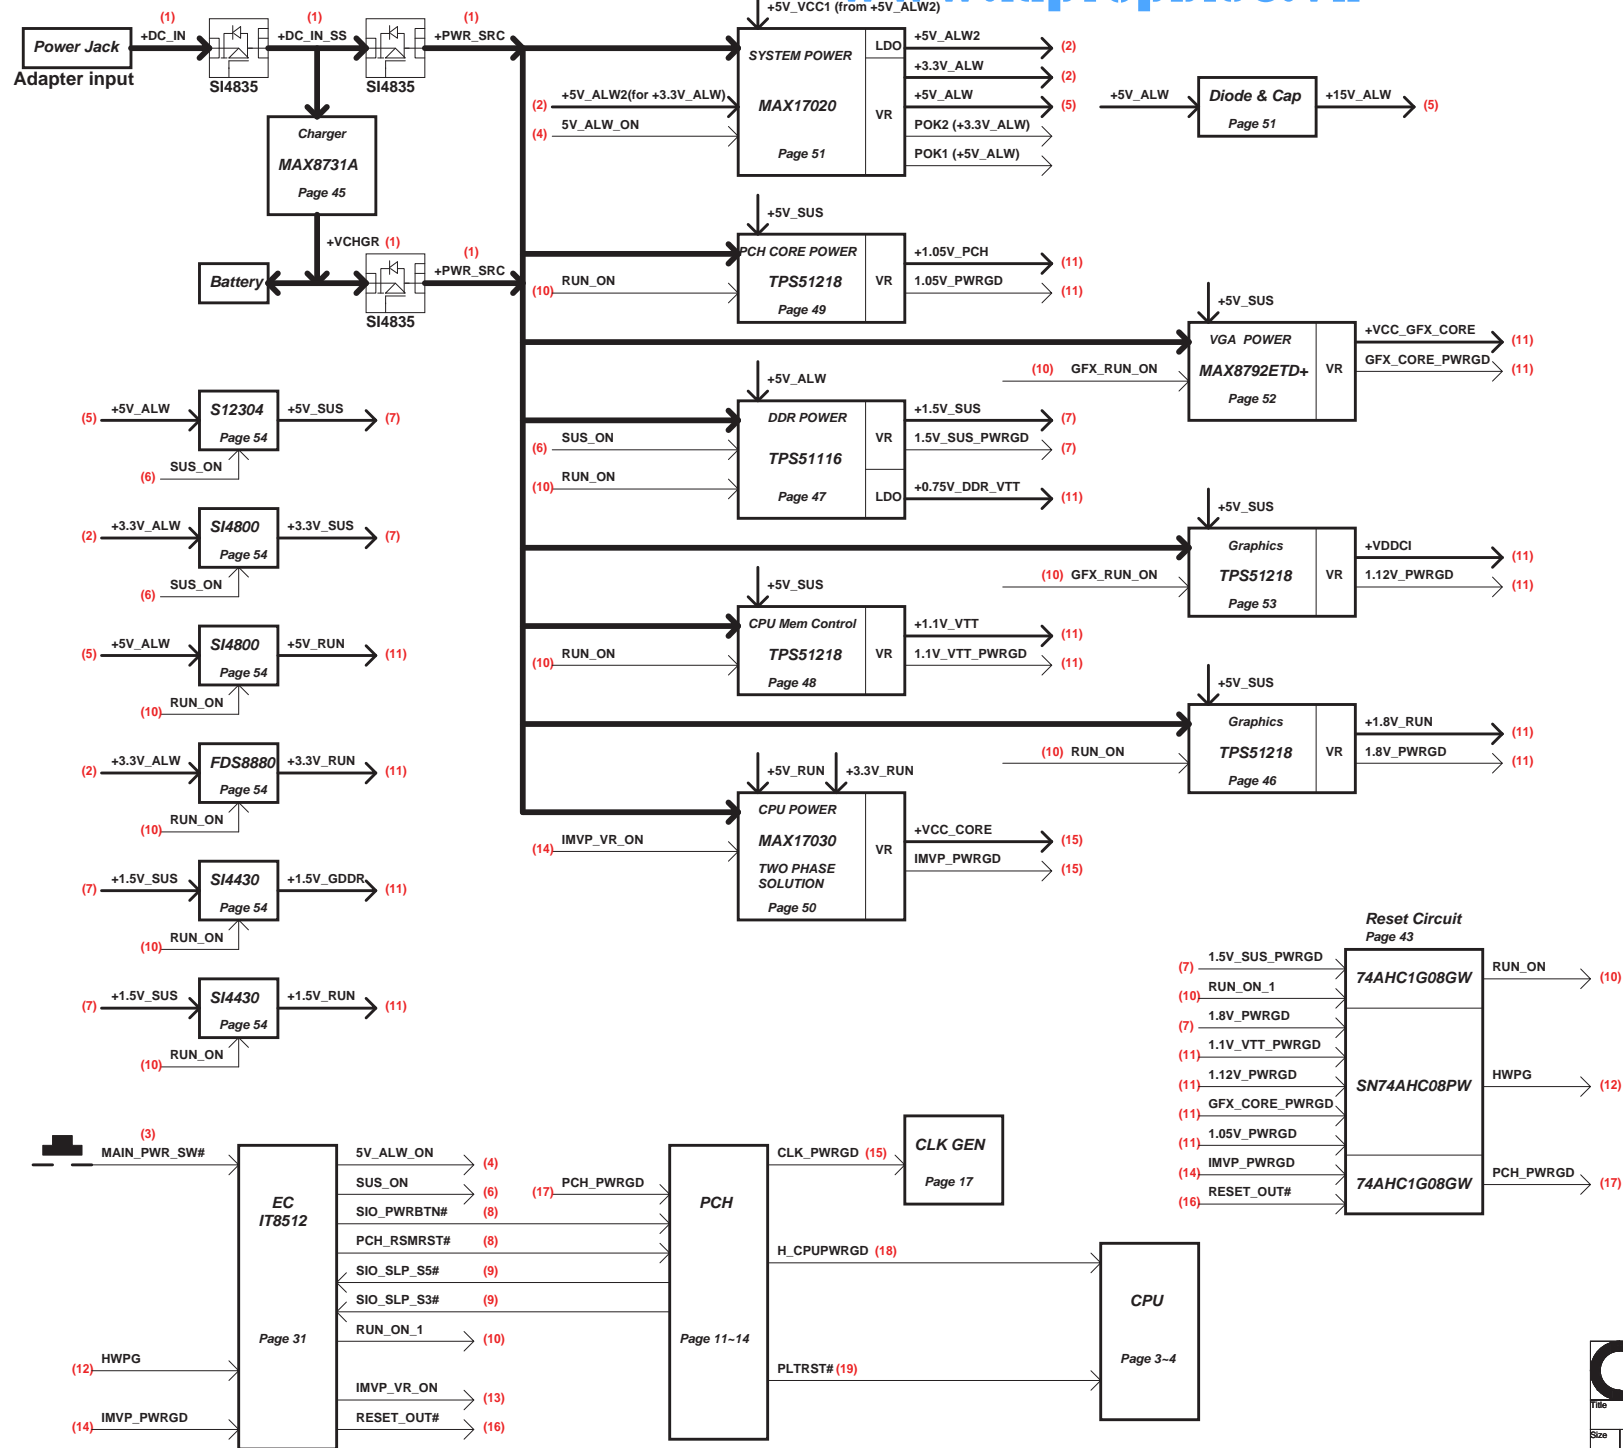 +5V_VCC1 (from +5V_ALW2)
(1) (1) (1)
Power Jack +DC_IN +DC_IN_SS +PWR_SRC
Adapter input
SI4835 SI4835
Charger
MAX8731A
Page 45
+VCHGR (1) (1)
Battery +PWR_SRC
SI4835
SYSTEM POWER LDO +5V_ALW2 (2)
+3.3V_ALW (2)
(2) +5V_ALW2(for +3.3V_ALW) MAX17020 VR +5V_ALW (5)
(4) 5V_ALW_ON POK2 (+3.3V_ALW)
Page 51 POK1 (+5V_ALW)
+5V_ALW Diode & Cap +15V_ALW (5)
Page 51
+5V_SUS
PCH CORE POWER +1.05V_PCH (11)
(10) RUN_ON TPS51218 VR 1.05V_PWRGD (11)
Page 49
+5V_SUS
VGA POWER +VCC_GFX_CORE (11)
(10) GFX_RUN_ON MAX8792ETD+ VR GFX_CORE_PWRGD (11)
Page 52
+5V_ALW
DDR POWER +1.5V_SUS (7)
(6) SUS_ON VR 1.5V_SUS_PWRGD (7)
TPS51116
(10) RUN_ON
Page 47 LDO +0.75V_DDR_VTT (11)
+5V_SUS
Graphics +VDDCI (11)
(10) GFX_RUN_ON TPS51218 VR 1.12V_PWRGD (11)
Page 53
+5V_SUS
CPU Mem Control +1.1V_VTT (11)
(10) RUN_ON TPS51218 VR 1.1V_VTT_PWRGD (11)
Page 48
+5V_SUS
Graphics +1.8V_RUN (11)
(10) RUN_ON TPS51218 VR 1.8V_PWRGD (11)
Page 46
+5V_RUN +3.3V_RUN
CPU POWER +VCC_CORE (15)
(14) IMVP_VR_ON MAX17030 VR IMVP_PWRGD (15)
TWO PHASE
SOLUTION
Page 50
(5) +5V_ALW S12304 +5V_SUS (7)
Page 54
(6) SUS_ON
(2) +3.3V_ALW SI4800 +3.3V_SUS (7)
Page 54
(6) SUS_ON
(5) +5V_ALW SI4800 +5V_RUN (11)
Page 54
(10) RUN_ON
(2) +3.3V_ALW FDS8880 +3.3V_RUN (11)
Page 54
(10) RUN_ON
(7) +1.5V_SUS SI4430 +1.5V_GDDR (11)
Page 54
(10) RUN_ON
(7) +1.5V_SUS SI4430 +1.5V_RUN (11)
Page 54
(10) RUN_ON
Reset Circuit
Page 43
(7) 1.5V_SUS_PWRGD 74AHC1G08GW RUN_ON (10)
(10) RUN_ON_1
(7) 1.8V_PWRGD
(11) 1.1V_VTT_PWRGD
(11) 1.12V_PWRGD SN74AHC08PW HWPG (12)
(11) GFX_CORE_PWRGD
(11) 1.05V_PWRGD
(14) IMVP_PWRGD 74AHC1G08GW PCH_PWRGD (17)
(16) RESET_OUT#
(3)
MAIN_PWR_SW#
EC
IT8512
Page 31
5V_ALW_ON (4)
SUS_ON (6)
SIO_PWRBTN# (8)
PCH_RSMRST# (8)
SIO_SLP_S5# (9)
SIO_SLP_S3# (9)
RUN_ON_1 (10)
(12) HWPG
IMVP_VR_ON (13)
(14) IMVP_PWRGD RESET_OUT# (16)
(17) PCH_PWRGD PCH
Page 11~14
CLK_PWRGD (15) CLK GEN
Page 17
H_CPUPWRGD (18)
CPU
Page 3~4
PLTRST# (19)
Title
Size